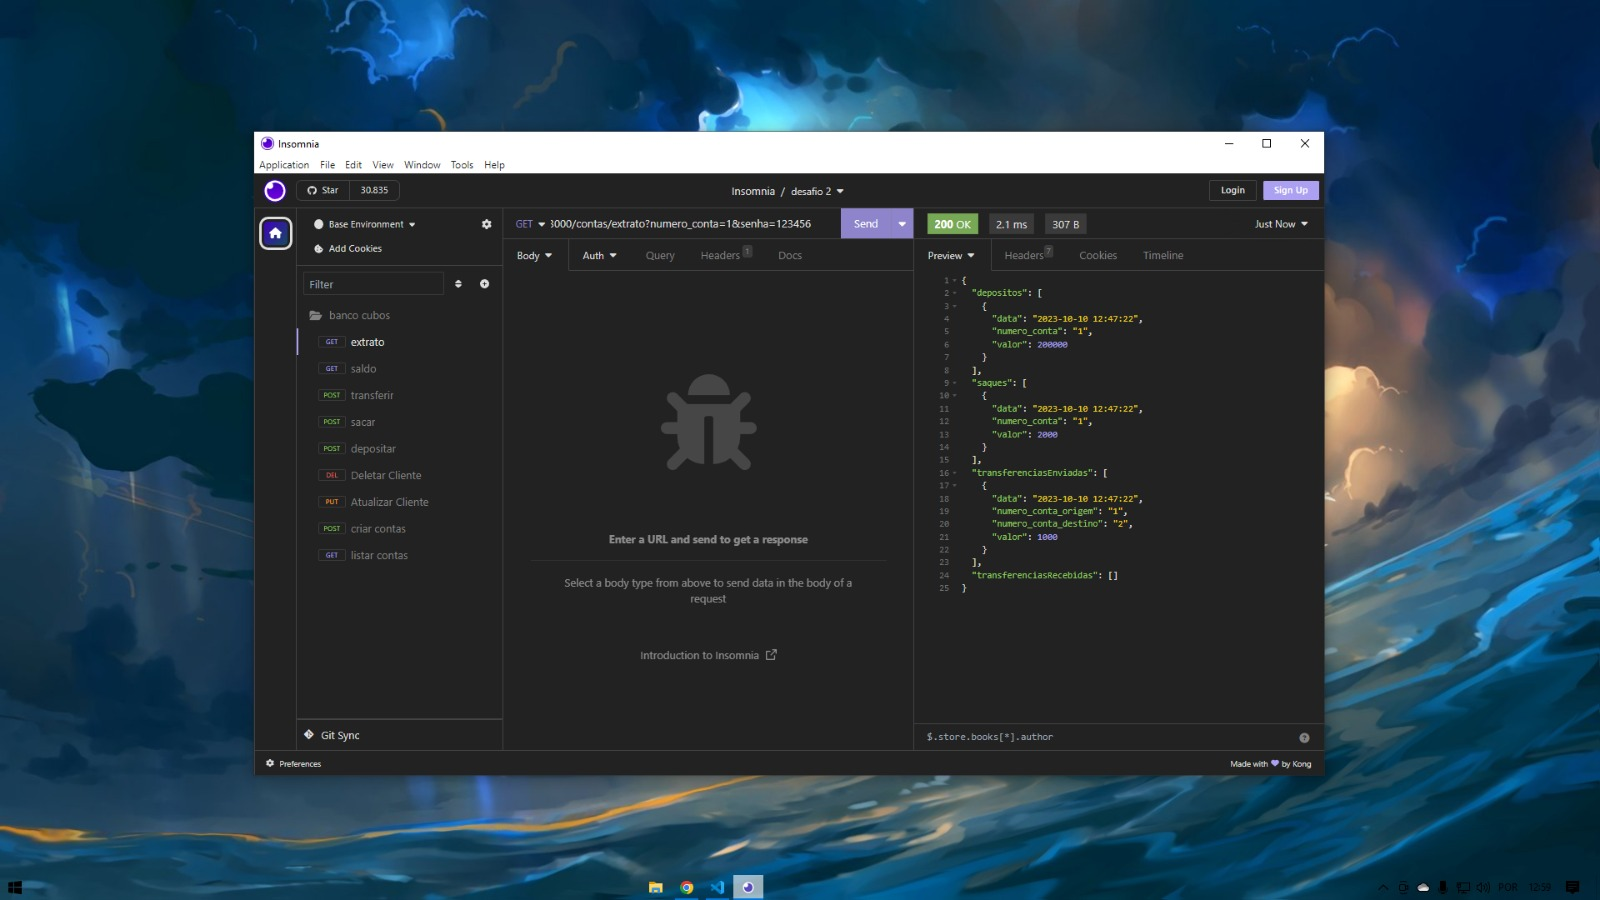 Insomnia
Application File Edit View Window Tools Help
Star 30.835
Insomnia / desafio 2
Login Sign Up
Base Environment
Add Cookies
Filter
banco cubos
GET extrato
GET saldo
POST transferir
POST sacar
POST depositar
DEL Deletar Cliente
PUT Atualizar Cliente
POST criar contas
GET listar contas
Git Sync
Preferences
GET 3000/contas/extrato?numero_conta=1&senha=123456 Send
Body Auth Query Headers 1 Docs
Enter a URL and send to get a response
Select a body type from above to send data in the body of a
request
Introduction to Insomnia
200 OK 2.1 ms 307 B Just Now
Preview Headers 7 Cookies Timeline
1 {
2 "depositos": [
3 {
4 "data": "2023-10-10 12:47:22",
5 "numero_conta": "1",
6 "valor": 200000
7 }
8 ],
9 "saques": [
10 {
11 "data": "2023-10-10 12:47:22",
12 "numero_conta": "1",
13 "valor": 2000
14 }
15 ],
16 "transferenciasEnviadas": [
17 {
18 "data": "2023-10-10 12:47:22",
19 "numero_conta_origem": "1",
20 "numero_conta_destino": "2",
21 "valor": 1000
22 }
23 ],
24 "transferenciasRecebidas": []
25 }
$.store.books[*].author
Made with by Kong
POR 12:59